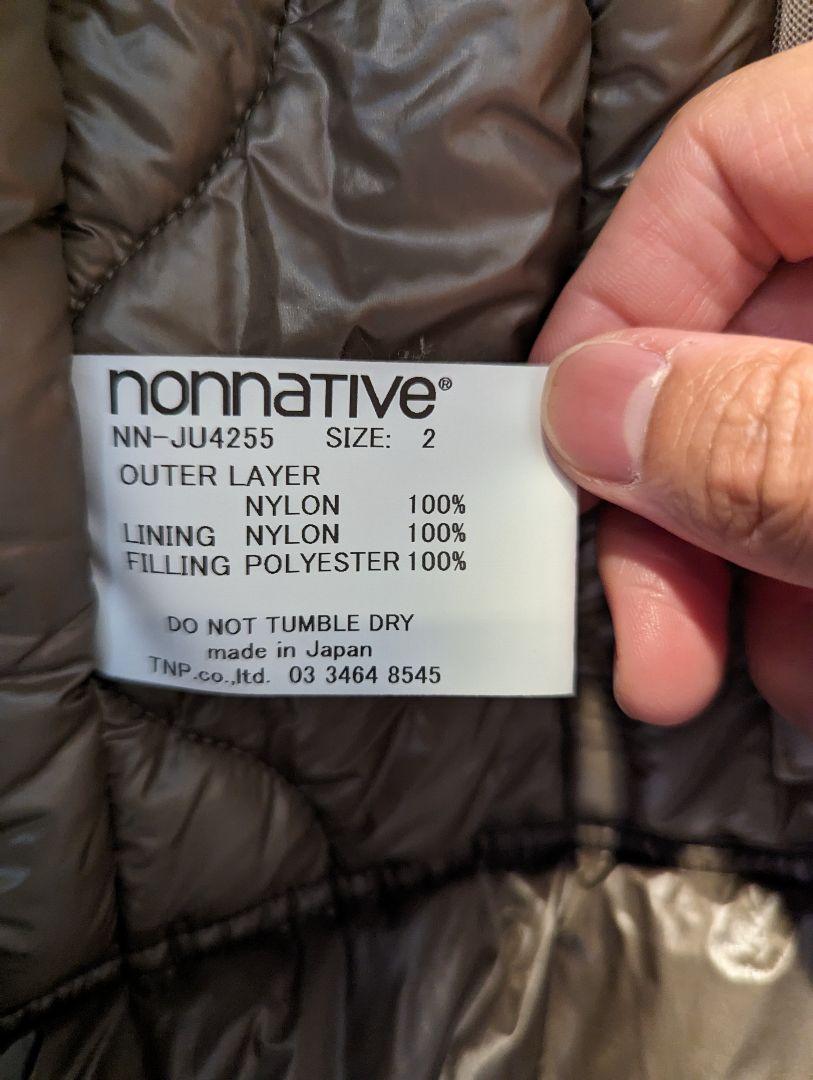 nonnaTIVe®
NN-JU4255 SIZE: 2
OUTER LAYER
NYLON 100%
LINING NYLON 100%
FILLING POLYESTER 100%
DO NOT TUMBLE DRY
made in Japan
TNP.co.,ltd. 03 3464 8545